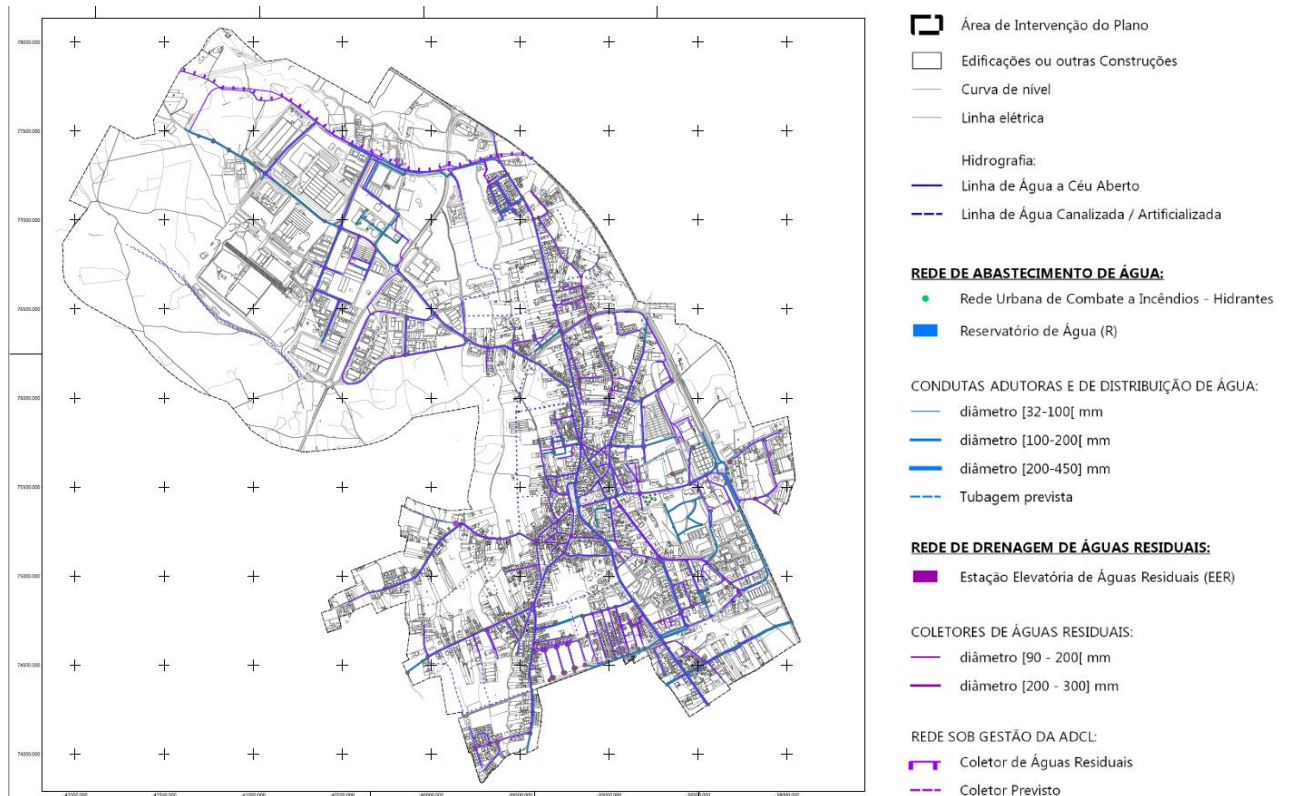 Área de Intervenção do Plano
Edificações ou outras Construções
Curva de nível
Linha elétrica
Hidrografia:
Linha de Água a Céu Aberto
Linha de Água Canalizada / Artificializada
REDE DE ABASTECIMENTO DE ÁGUA:
Rede Urbana de Combate a Incêndios - Hidrantes
Reservatório de Água (R)
CONDUTAS ADUTORAS E DE DISTRIBUIÇÃO DE ÁGUA:
diâmetro [32-100[ mm
diâmetro [100-200[ mm
diâmetro [200-450] mm
Tubagem prevista
REDE DE DRENAGEM DE ÁGUAS RESIDUAIS:
Estação Elevatória de Águas Residuais (EER)
COLETORES DE ÁGUAS RESIDUAIS:
diâmetro [90 - 200[ mm
diâmetro [200 - 300] mm
REDE SOB GESTÃO DA ADCL:
Coletor de Águas Residuais
Coletor Previsto